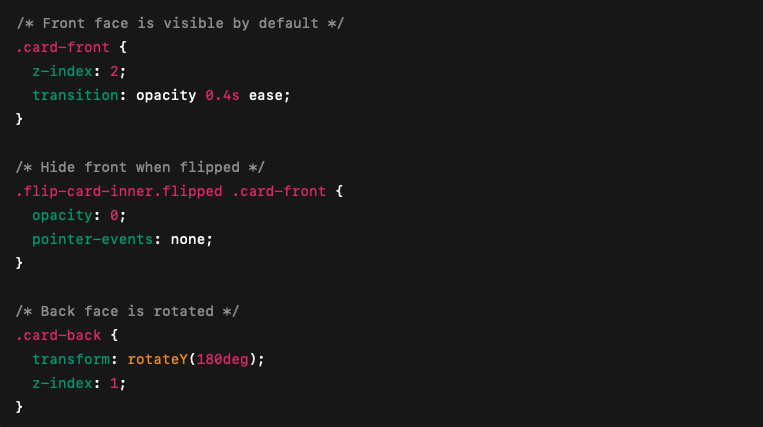 /* Front face is visible by default */
.card-front {
  z-index: 2;
  transition: opacity 0.4s ease;
}

/* Hide front when flipped */
.flip-card-inner.flipped .card-front {
  opacity: 0;
  pointer-events: none;
}

/* Back face is rotated */
.card-back {
  transform: rotateY(180deg);
  z-index: 1;
}